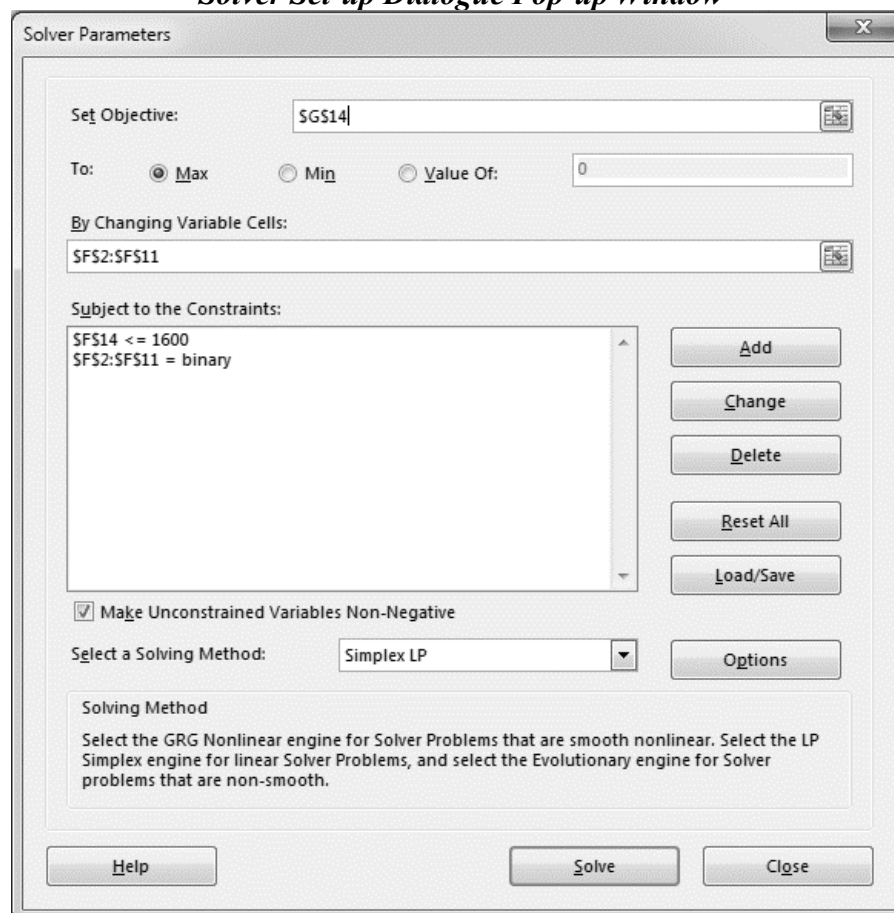 Solver Set-up Dialogue Pop-up Window
Solver Parameters
Set Objective:
$G$14
To:
Max
Min
Value Of:
0
By Changing Variable Cells:
$F$2:$F$11
Subject to the Constraints:
$F$14 <= 1600
$F$2:$F$11 = binary
Add
Change
Delete
Reset All
Load/Save
Make Unconstrained Variables Non-Negative
Select a Solving Method:
Simplex LP
Options
Solving Method
Select the GRG Nonlinear engine for Solver Problems that are smooth nonlinear. Select the LP
Simplex engine for linear Solver Problems, and select the Evolutionary engine for Solver
problems that are non-smooth.
Help
Solve
Close